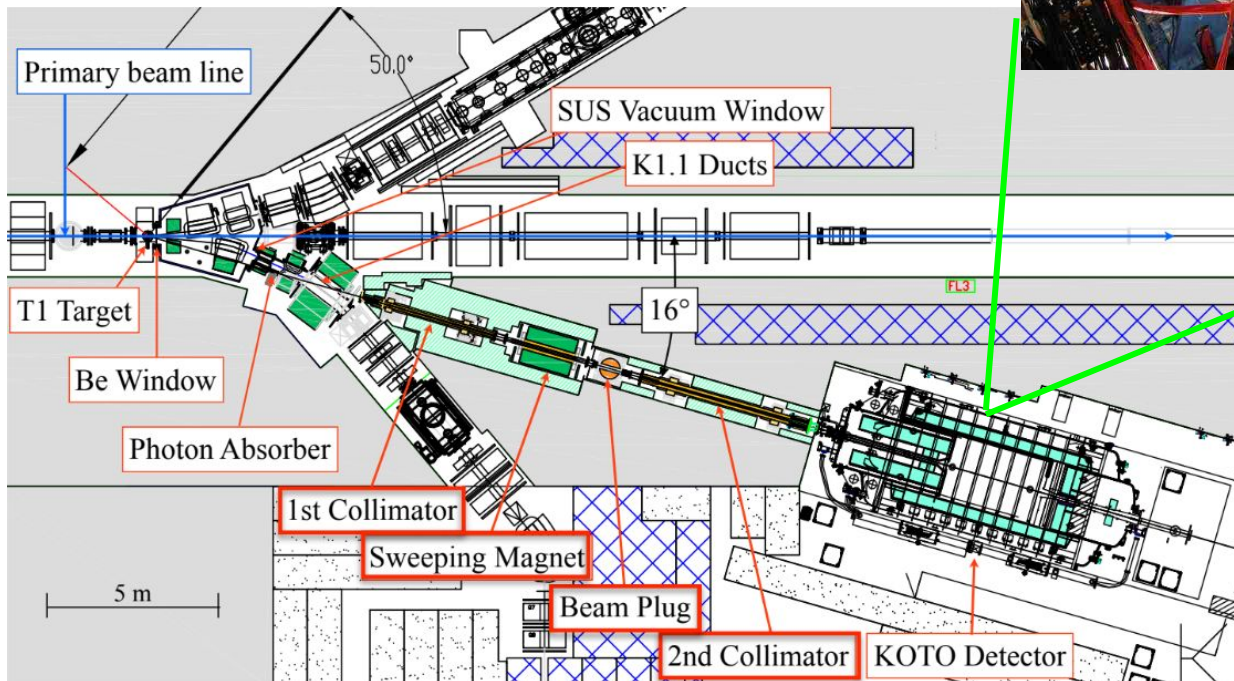 Primary beam line
50.0°
SUS Vacuum Window
K1.1 Ducts
T1 Target
16°
FL3
Be Window
Photon Absorber
1st Collimator
Sweeping Magnet
5 m
Beam Plug
2nd Collimator
KOTO Detector